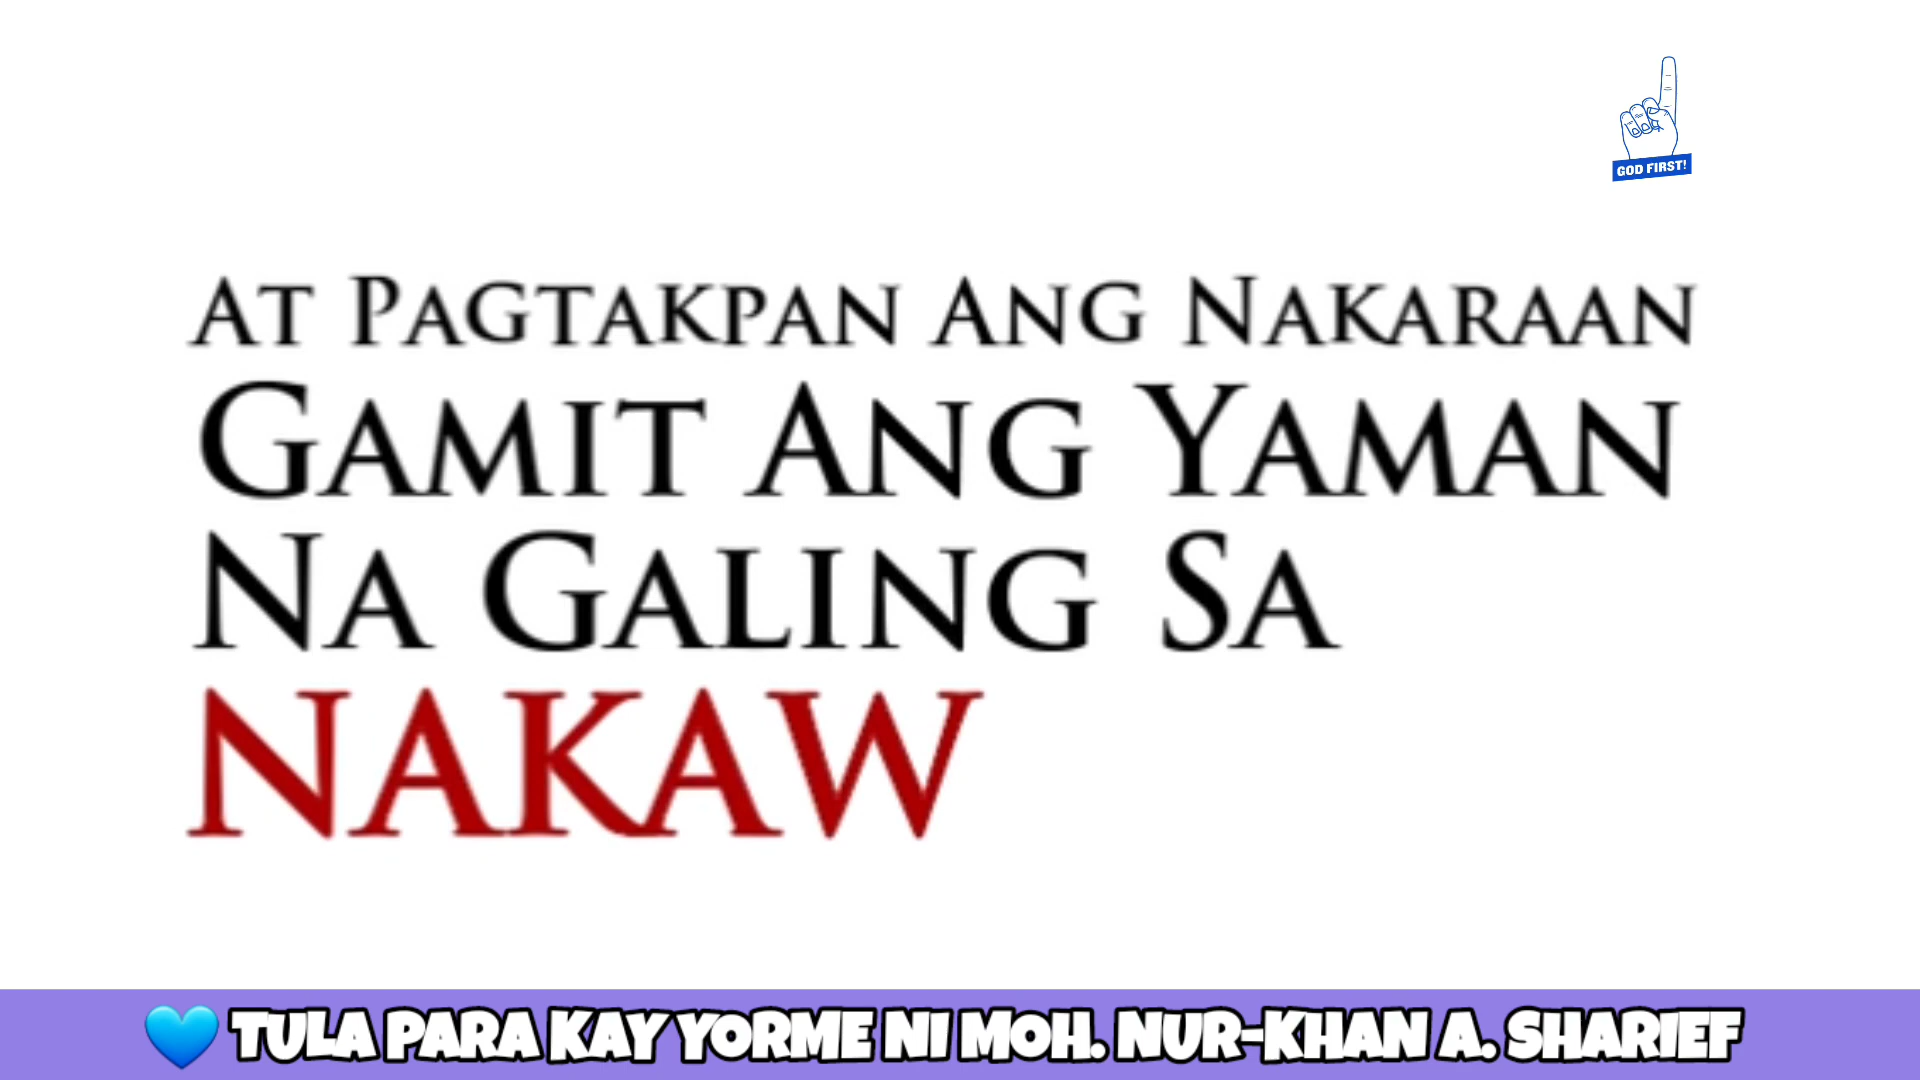 GOD FIRST!
At Pagtakpan Ang Nakaraan
Gamit Ang Yaman
Na Galing Sa
NAKAW
💙 TULA PARA KAY YORME NI MOH. NUR-KHAN A. SHARIEF